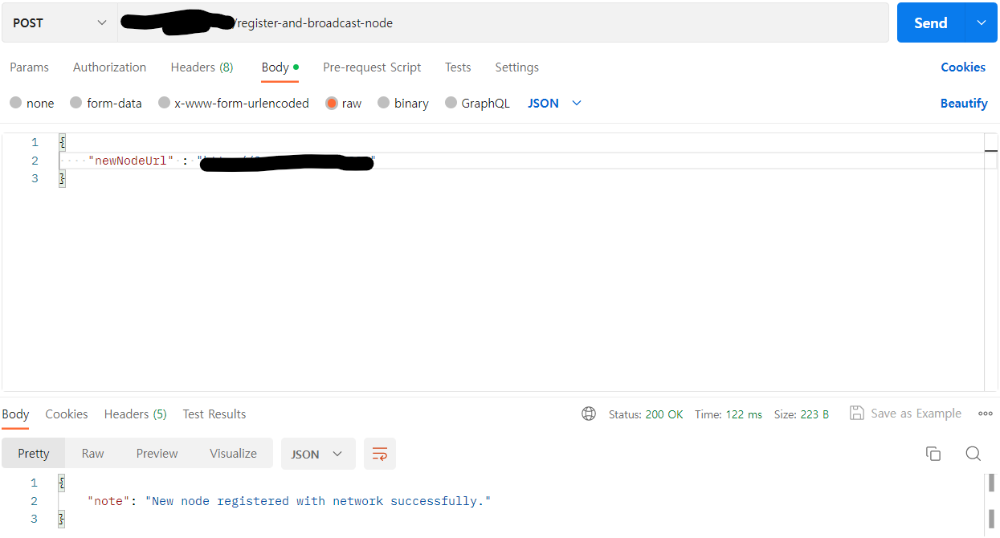 POST /register-and-broadcast-node Send
Params Authorization Headers (8) Body Pre-request Script Tests Settings Cookies
none form-data x-www-form-urlencoded raw binary GraphQL JSON Beautify
1 {
2 "newNodeUrl" : "
3 }
Body Cookies Headers (5) Test Results Status: 200 OK Time: 122 ms Size: 223 B Save as Example
Pretty Raw Preview Visualize JSON
1 {
2 "note": "New node registered with network successfully."
3 }